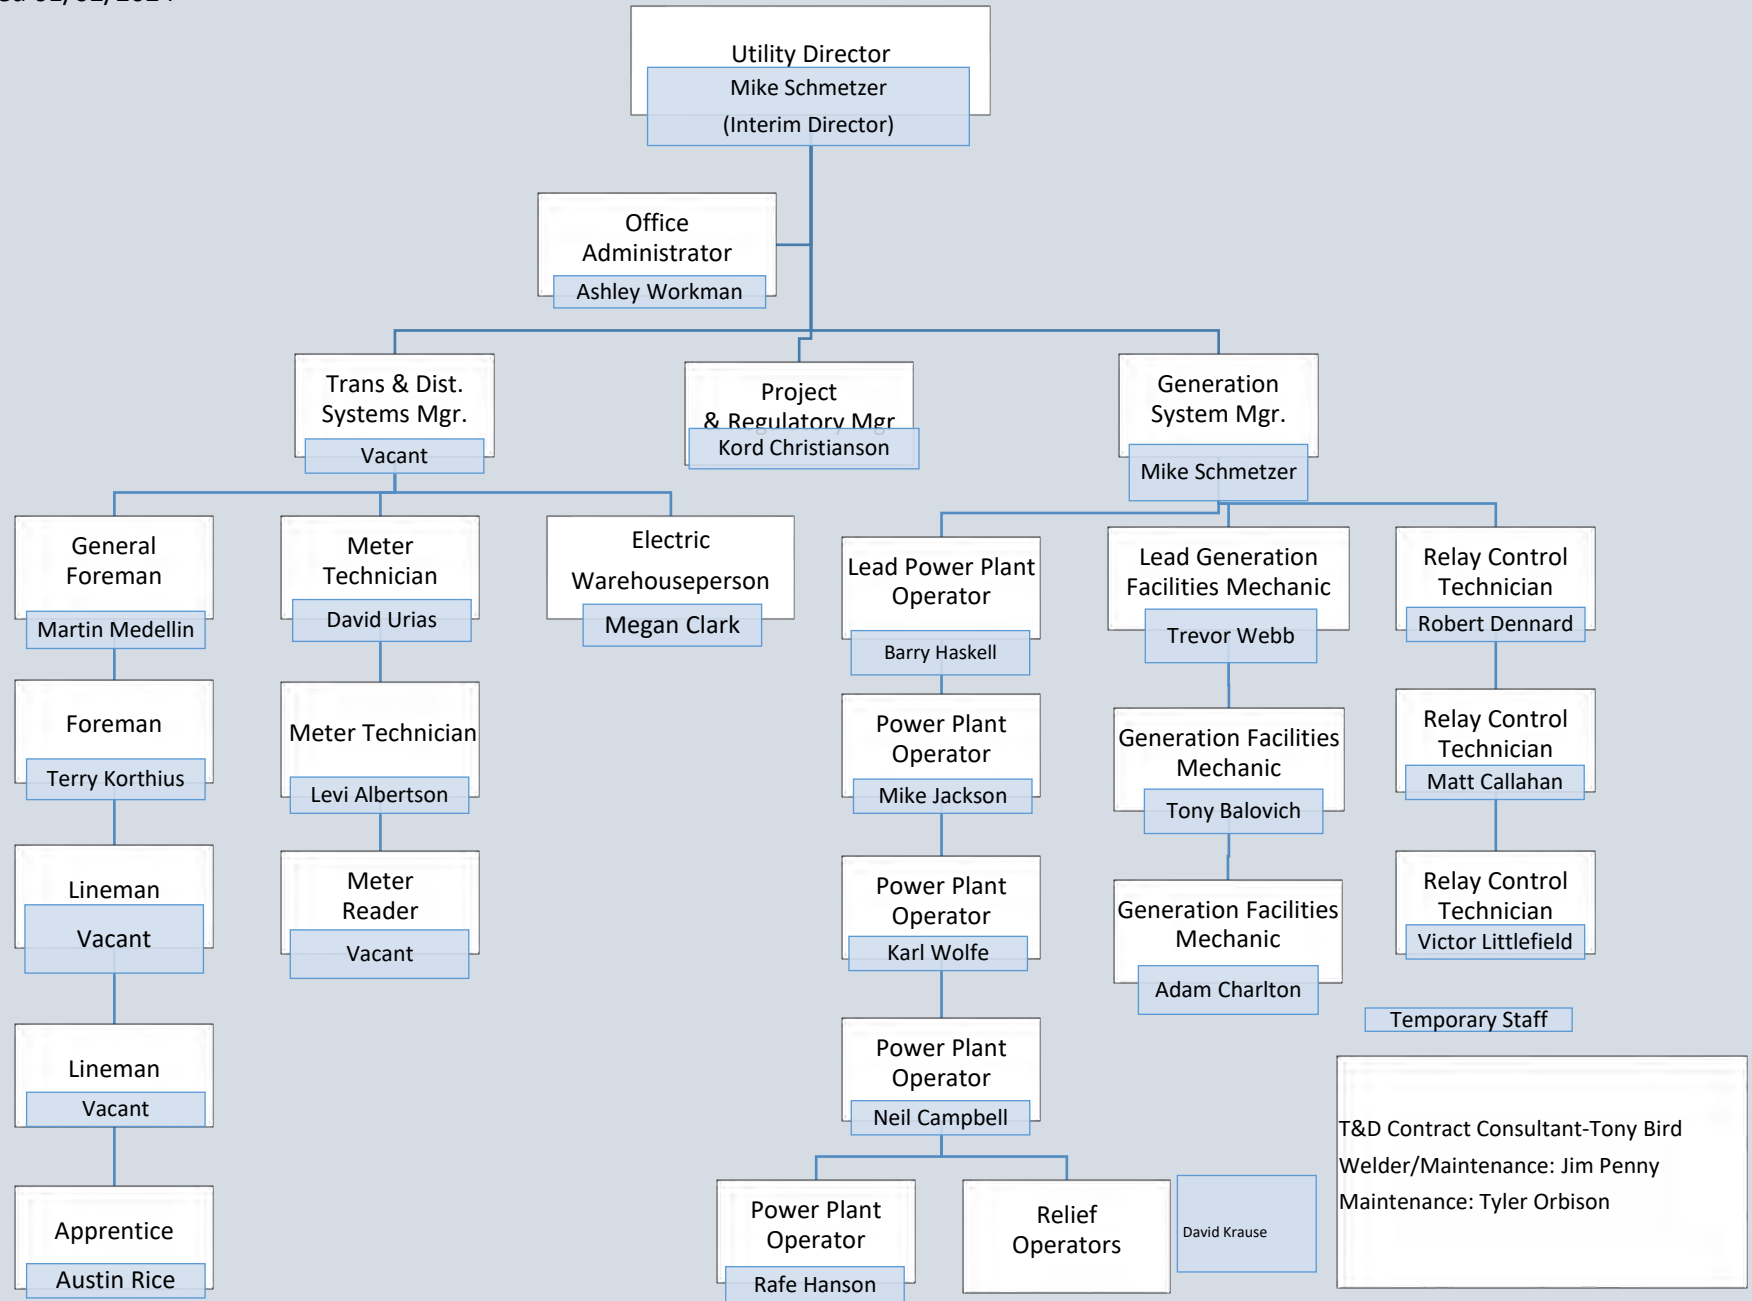 Utility Director
Mike Schmetzer
(Interim Director)
Office
Administrator
Ashley Workman
Trans & Dist.
Systems Mgr.
Vacant
Project
& Regulatory Mgr
Kord Christianson
Generation
System Mgr.
Mike Schmetzer
General
Foreman
Martin Medellin
Foreman
Terry Korthius
Lineman
Vacant
Lineman
Vacant
Apprentice
Austin Rice
Meter
Technician
David Urias
Meter Technician
Levi Albertson
Meter
Reader
Vacant
Electric
Warehouseperson
Megan Clark
Lead Power Plant
Operator
Barry Haskell
Power Plant
Operator
Mike Jackson
Power Plant
Operator
Karl Wolfe
Power Plant
Operator
Neil Campbell
Power Plant
Operator
Rafe Hanson
Relief
Operators
David Krause
Lead Generation
Facilities Mechanic
Trevor Webb
Generation Facilities
Mechanic
Tony Balovich
Generation Facilities
Mechanic
Adam Charlton
Relay Control
Technician
Robert Dennard
Relay Control
Technician
Matt Callahan
Relay Control
Technician
Victor Littlefield
Temporary Staff
T&D Contract Consultant-Tony Bird
Welder/Maintenance: Jim Penny
Maintenance: Tyler Orbison